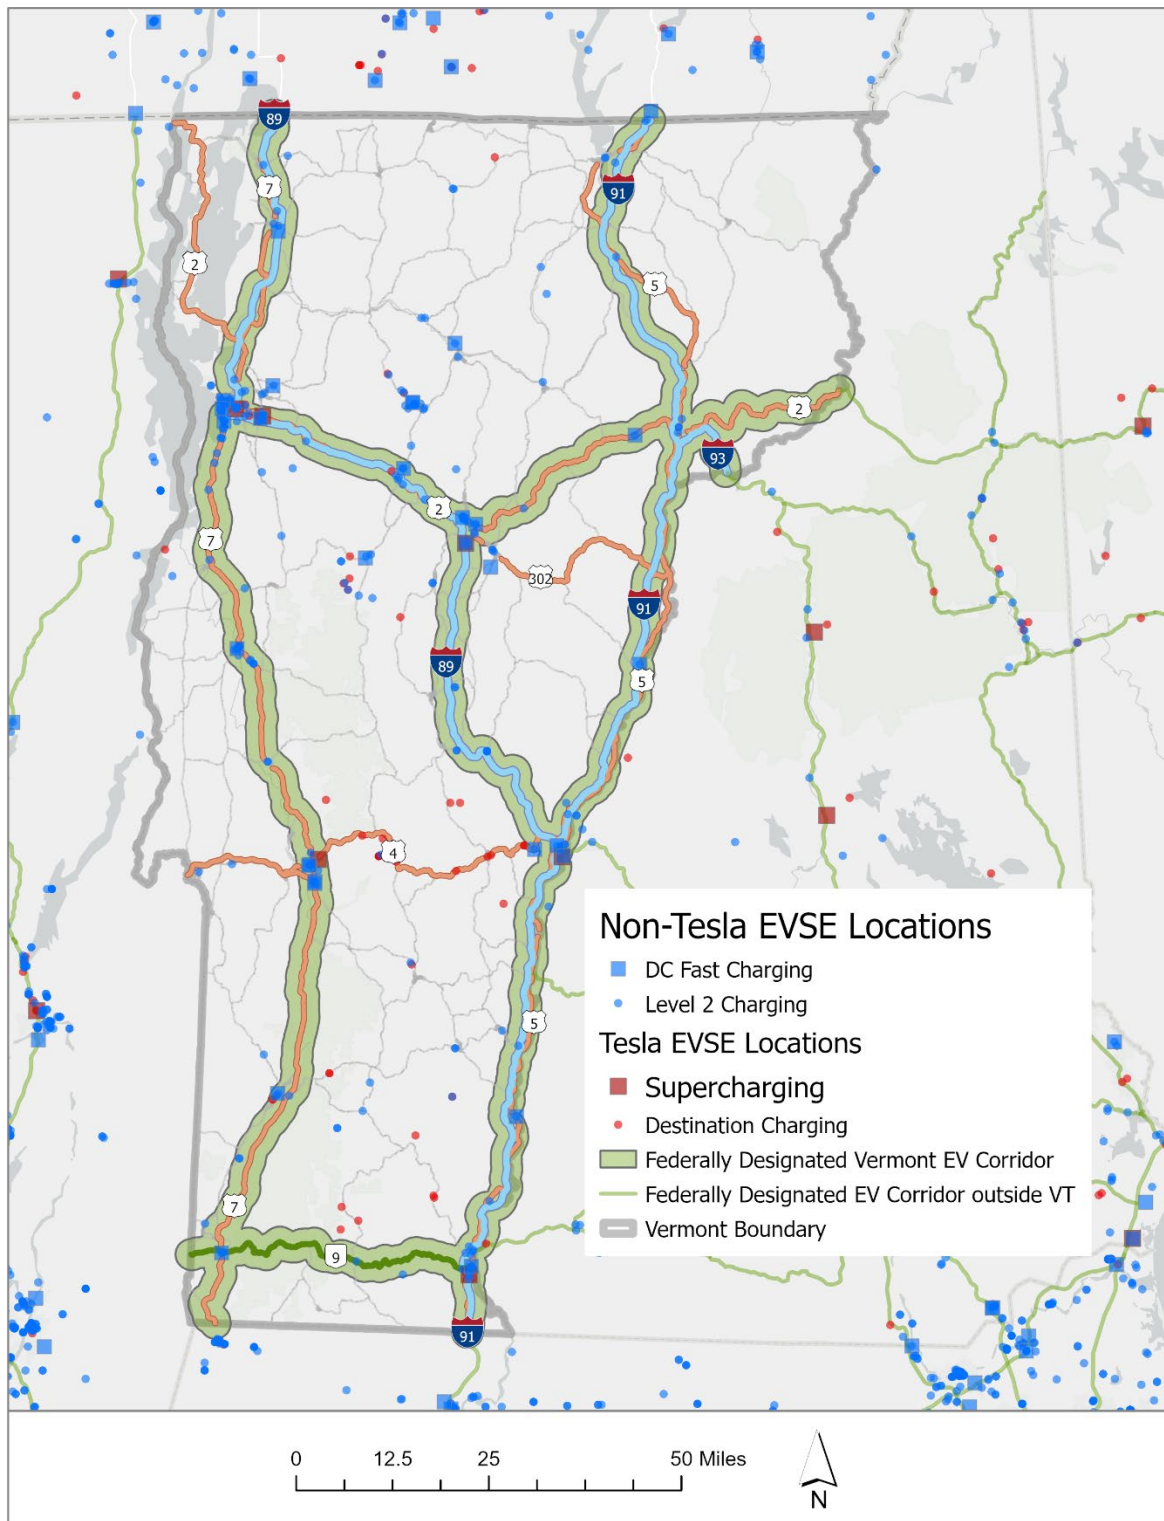 89
7
91
2
5
2
93
2
7
302
91
89
5
4
Non-Tesla EVSE Locations
DC Fast Charging
Level 2 Charging
5
Tesla EVSE Locations
Supercharging
Destination Charging
Federally Designated Vermont EV Corridor
Federally Designated EV Corridor outside VT
7
Vermont Boundary
9
91
0 12.5 25 50 Miles
N